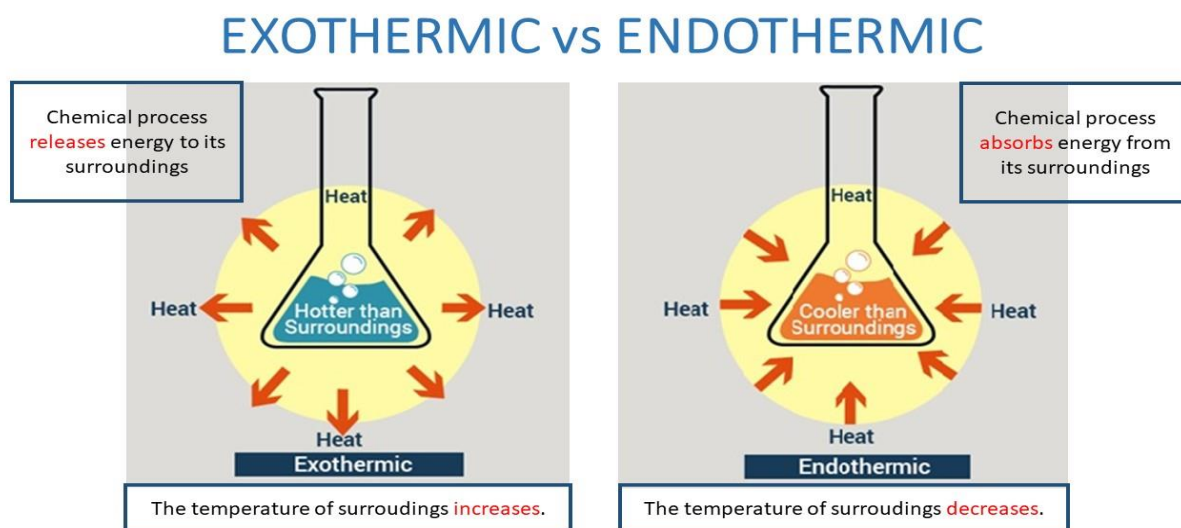 EXOTHERMIC vs ENDOTHERMIC
Chemical process
releases energy to its
surroundings
Heat
Heat
Hotter than
Surroundings
Heat
Heat
Exothermic
The temperature of surroudings increases.
Chemical process
absorbs energy from
its surroundings
Heat
Heat
Cooler than
Surroundings
Heat
Heat
Endothermic
The temperature of surroudings decreases.